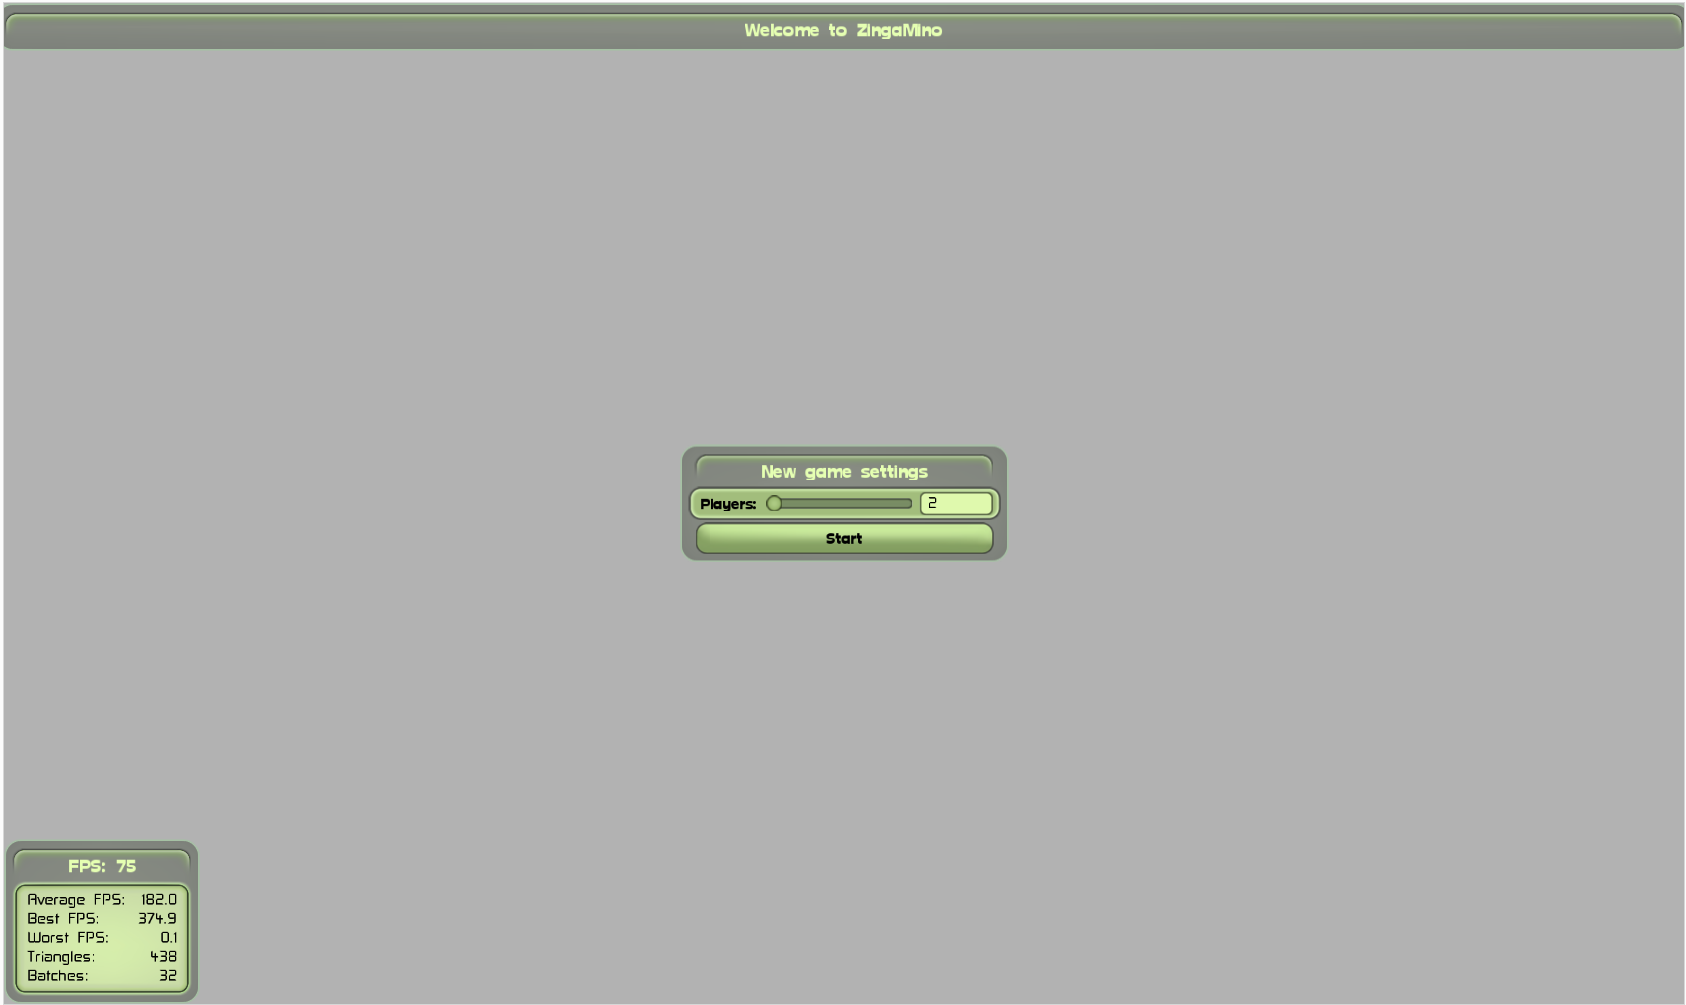 Welcome to ZingaMino
New game settings
Players: 2
Start
FPS: 75
Average FPS: 182.0
Best FPS: 374.9
Worst FPS: 0.1
Triangles: 438
Batches: 32